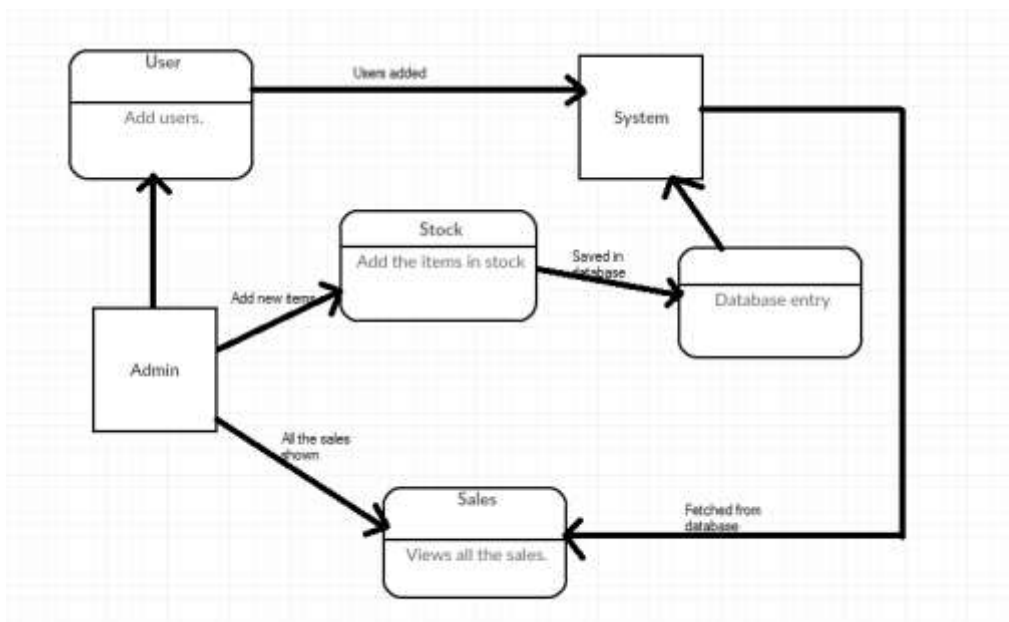 User
Add users.
Users added
System
Stock
Add the items in stock
Saved in
database
Database entry
Add new items
Admin
All the sales
shown
Sales
Views all the sales.
Fetched from
database